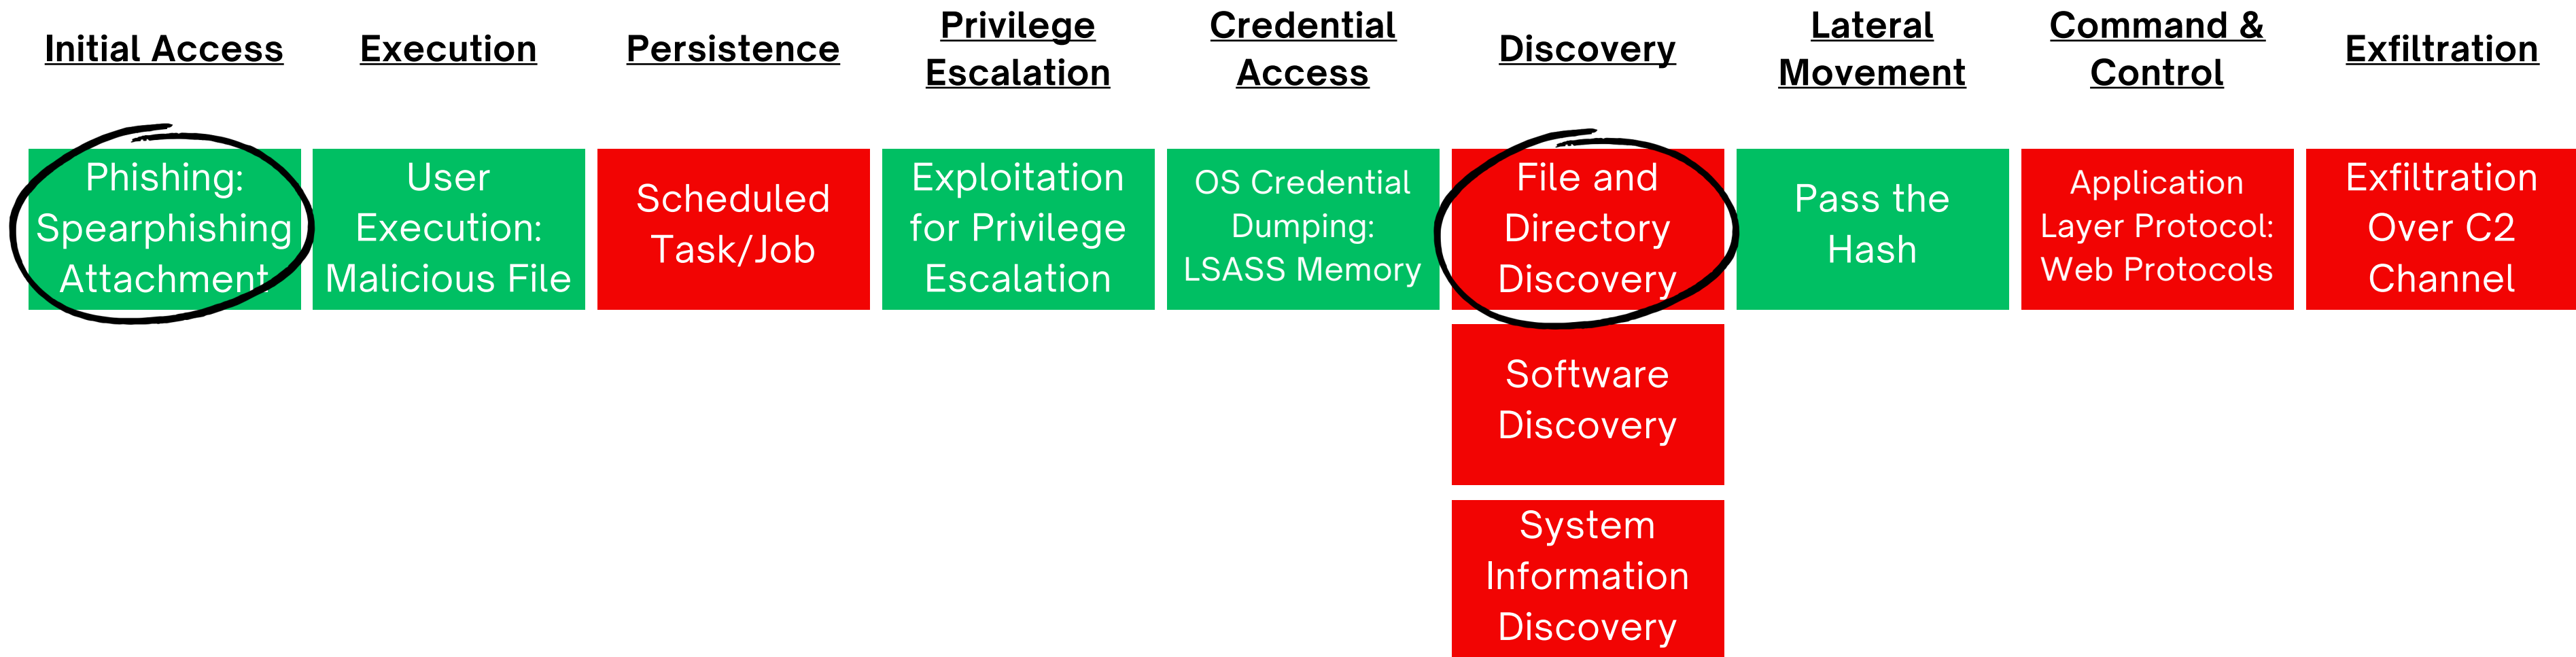 Initial Access
Execution
Persistence
Privilege
Escalation
Credential
Access
Discovery
Lateral
Movement
Command &
Control
Exfiltration
Phishing:
Spearphishing
Attachment
User
Execution:
Malicious File
Scheduled
Task/Job
Exploitation
for Privilege
Escalation
OS Credential
Dumping:
LSASS Memory
File and
Directory
Discovery
Pass the
Hash
Application
Layer Protocol:
Web Protocols
Exfiltration
Over C2
Channel
Software
Discovery
System
Information
Discovery